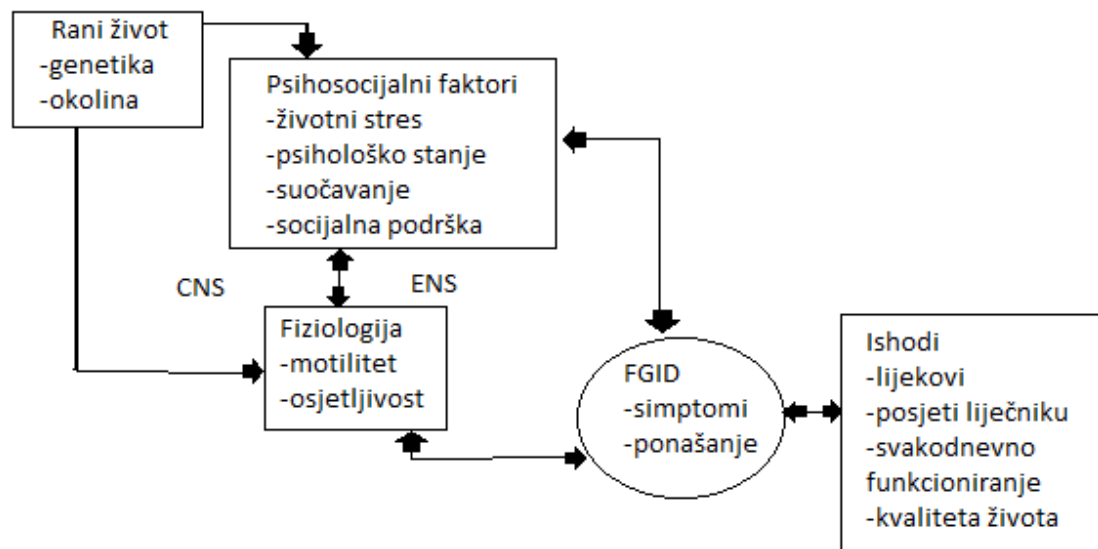 Rani život
-genetika
-okolina
Psihosocijalni faktori
-životni stres
-psihološko stanje
-suočavanje
-socijalna podrška
CNS
ENS
Fiziologija
-motilitet
-osjetljivost
FGID
-simptomi
-ponašanje
Ishodi
-lijekovi
-posjeti liječniku
-svakodnevno
funkcioniranje
-kvaliteta života